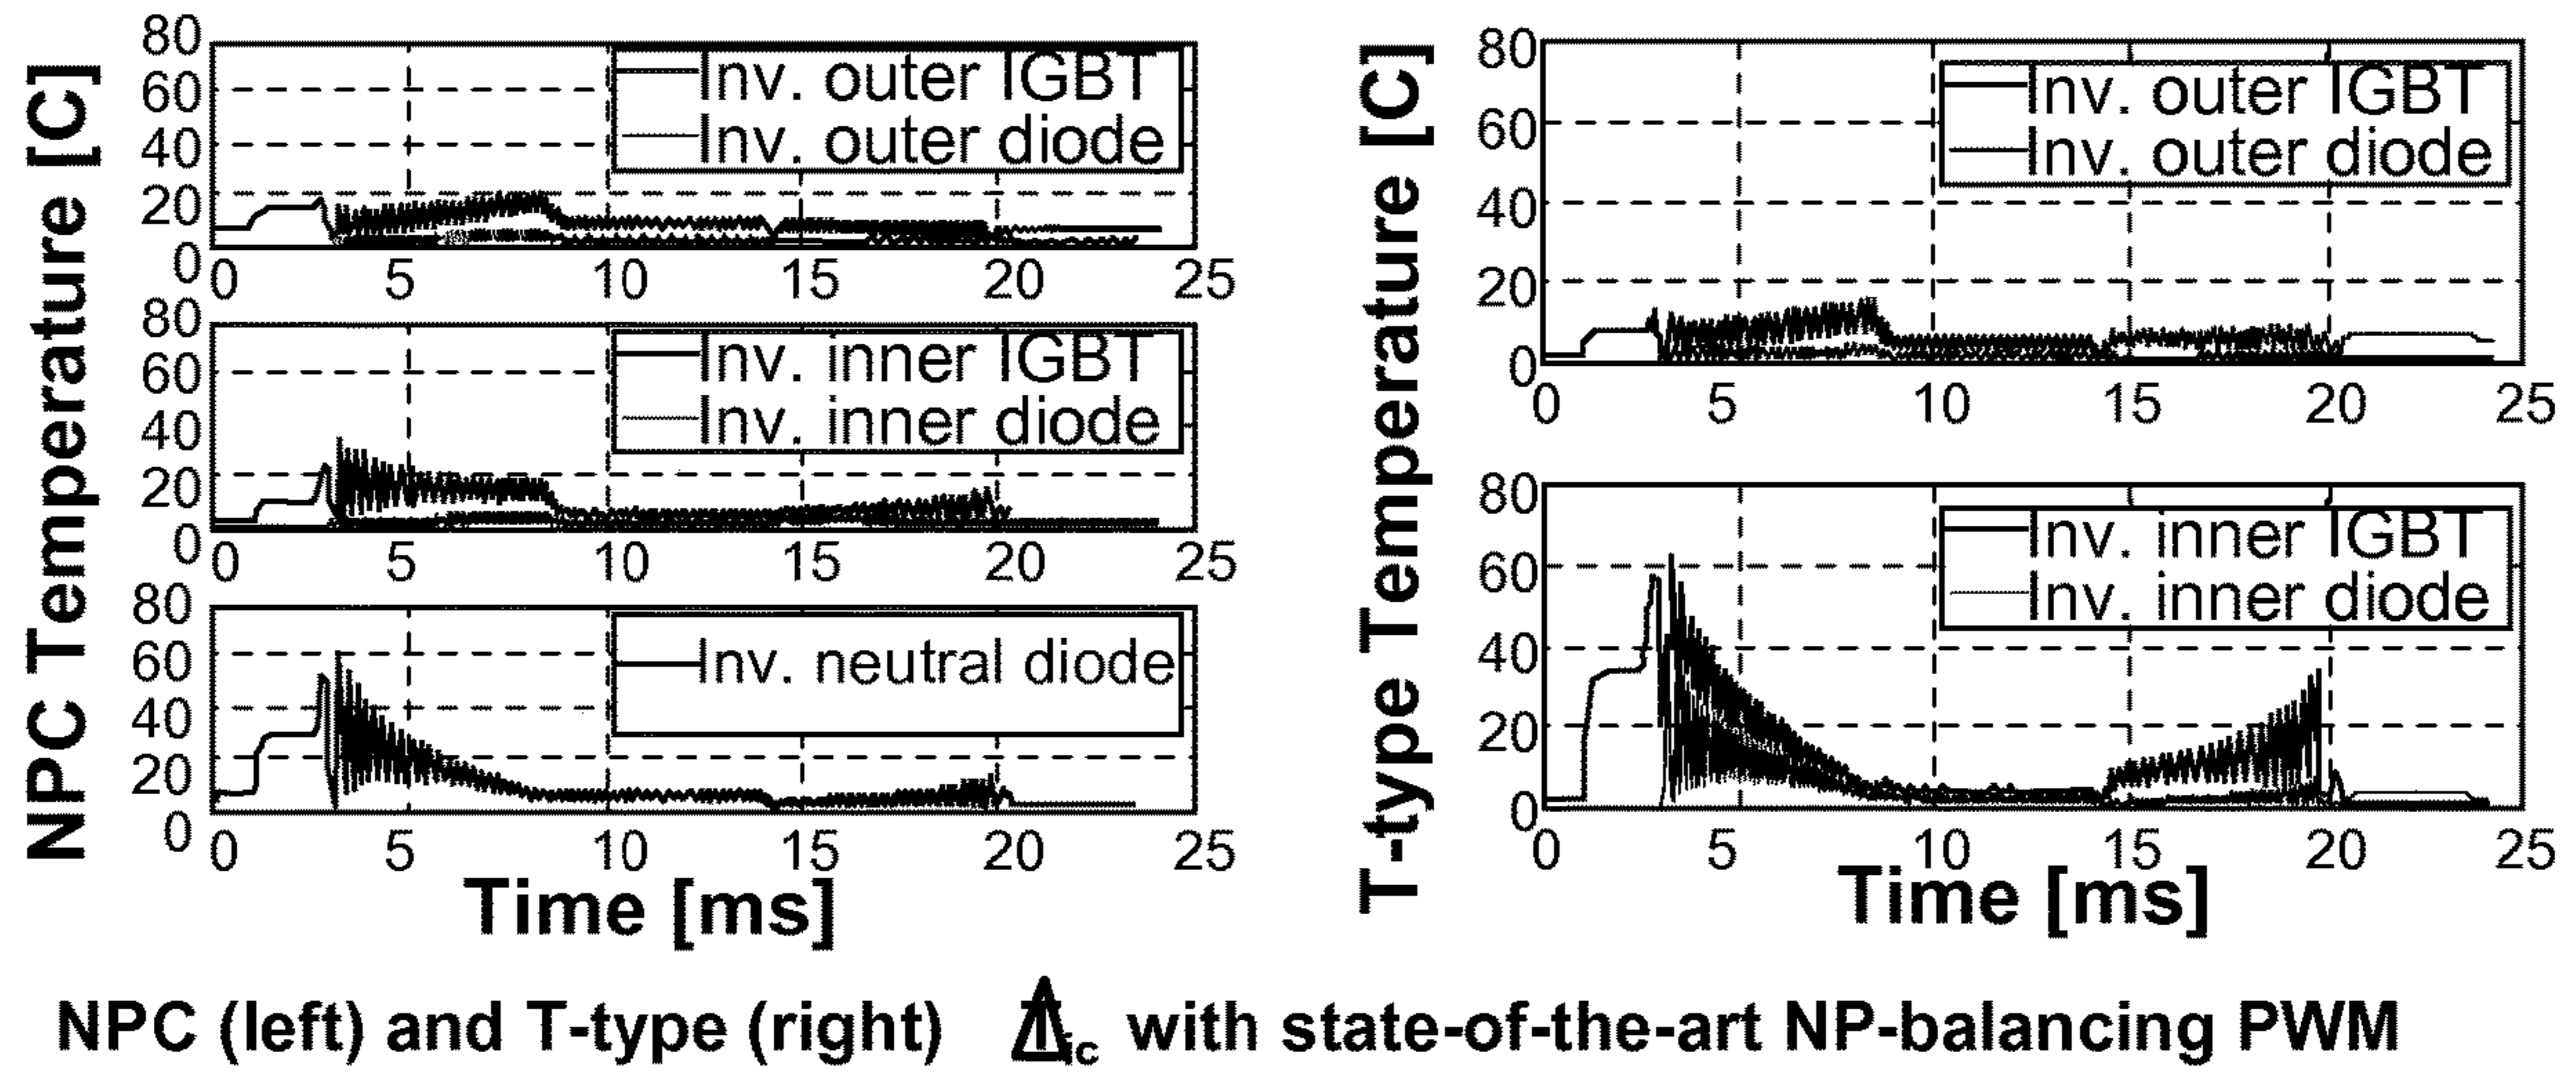 NPC Temperature [C]
80
60
40
20
0
Inv. outer IGBT
Inv. outer diode
0 5 10 15 20 25
80
60
40
20
0
Inv. inner IGBT
Inv. inner diode
0 5 10 15 20 25
80
60
40
20
0
Inv. neutral diode
0 5 10 15 20 25
Time [ms]
T-type Temperature [C]
80
60
40
20
0
Inv. outer IGBT
Inv. outer diode
0 5 10 15 20 25
80
60
40
20
0
Inv. inner IGBT
Inv. inner diode
0 5 10 15 20 25
Time [ms]
NPC (left) and T-type (right) with state-of-the-art NP-balancing PWM